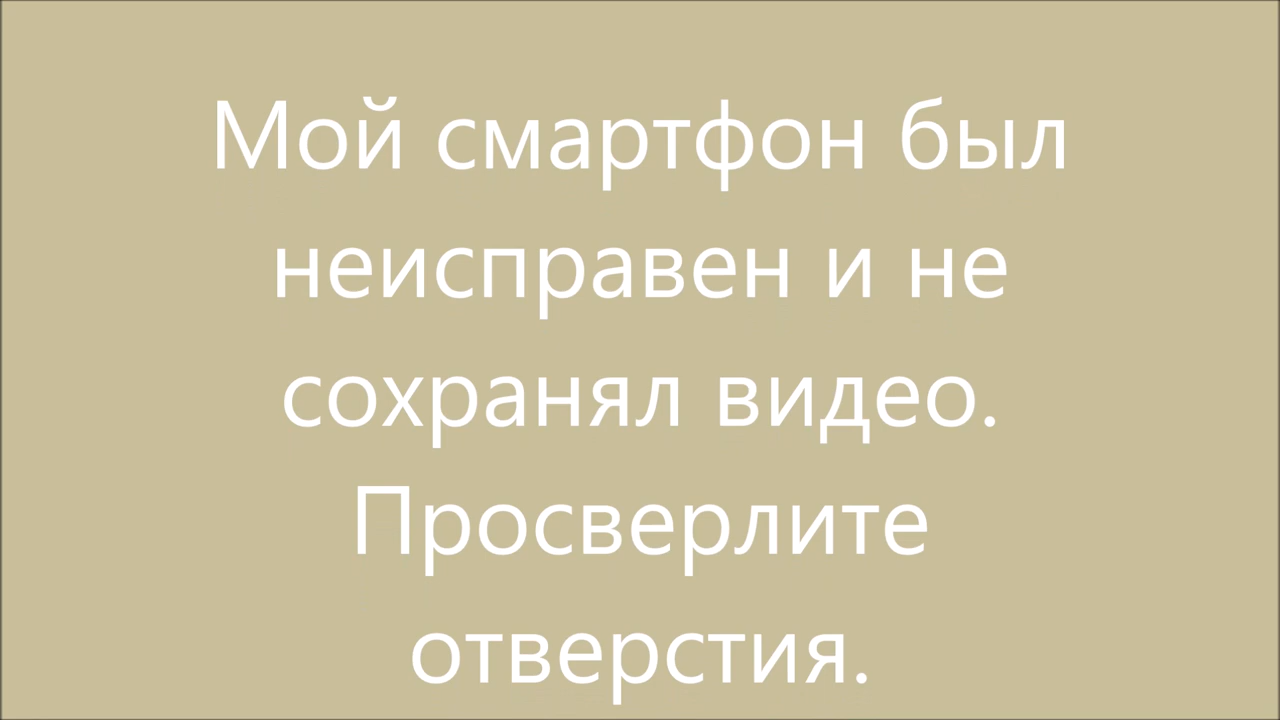 Мой смартфон был
неисправен и не
сохранял видео.
Просверлите
отверстия.